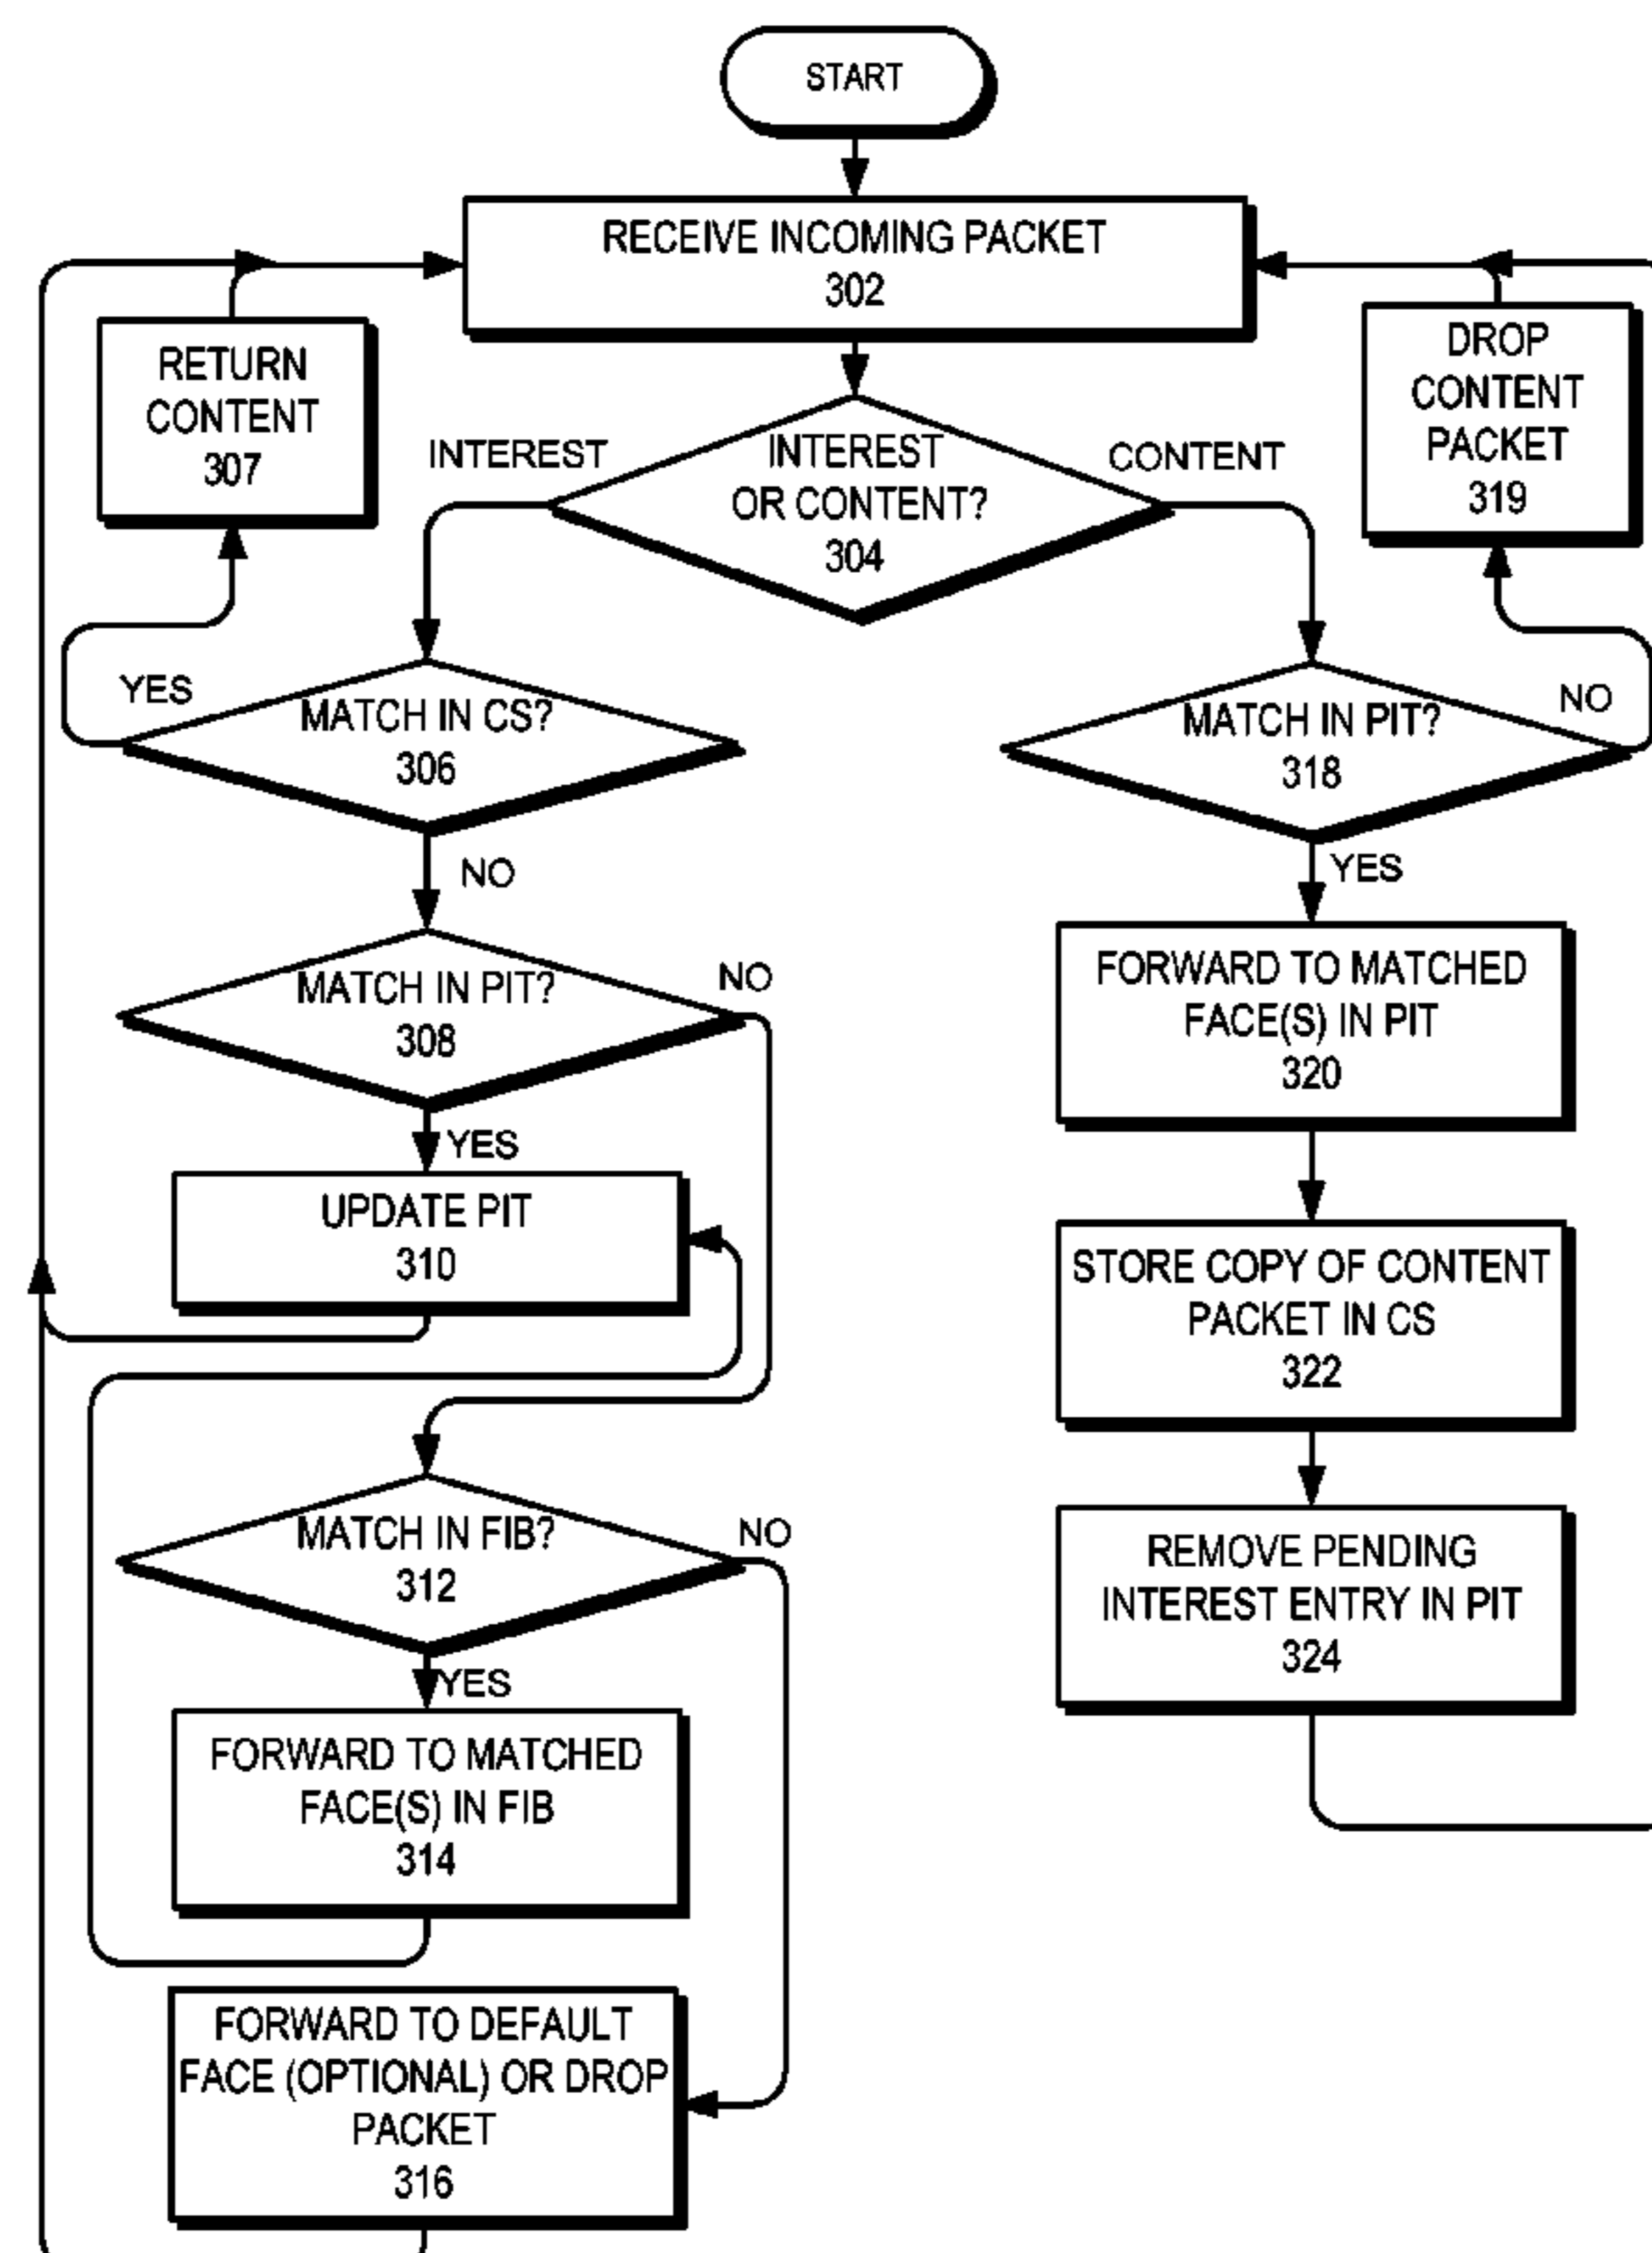 START
RECEIVE INCOMING PACKET
302
RETURN
CONTENT
307
DROP
CONTENT
PACKET
319
INTEREST
INTEREST
OR CONTENT?
304
CONTENT
YES
MATCH IN CS?
306
NO
MATCH IN PIT?
318
NO
YES
MATCH IN PIT?
308
NO
YES
UPDATE PIT
310
MATCH IN FIB?
312
NO
YES
FORWARD TO MATCHED
FACE(S) IN FIB
314
FORWARD TO DEFAULT
FACE (OPTIONAL) OR DROP
PACKET
316
FORWARD TO MATCHED
FACE(S) IN PIT
320
STORE COPY OF CONTENT
PACKET IN CS
322
REMOVE PENDING
INTEREST ENTRY IN PIT
324